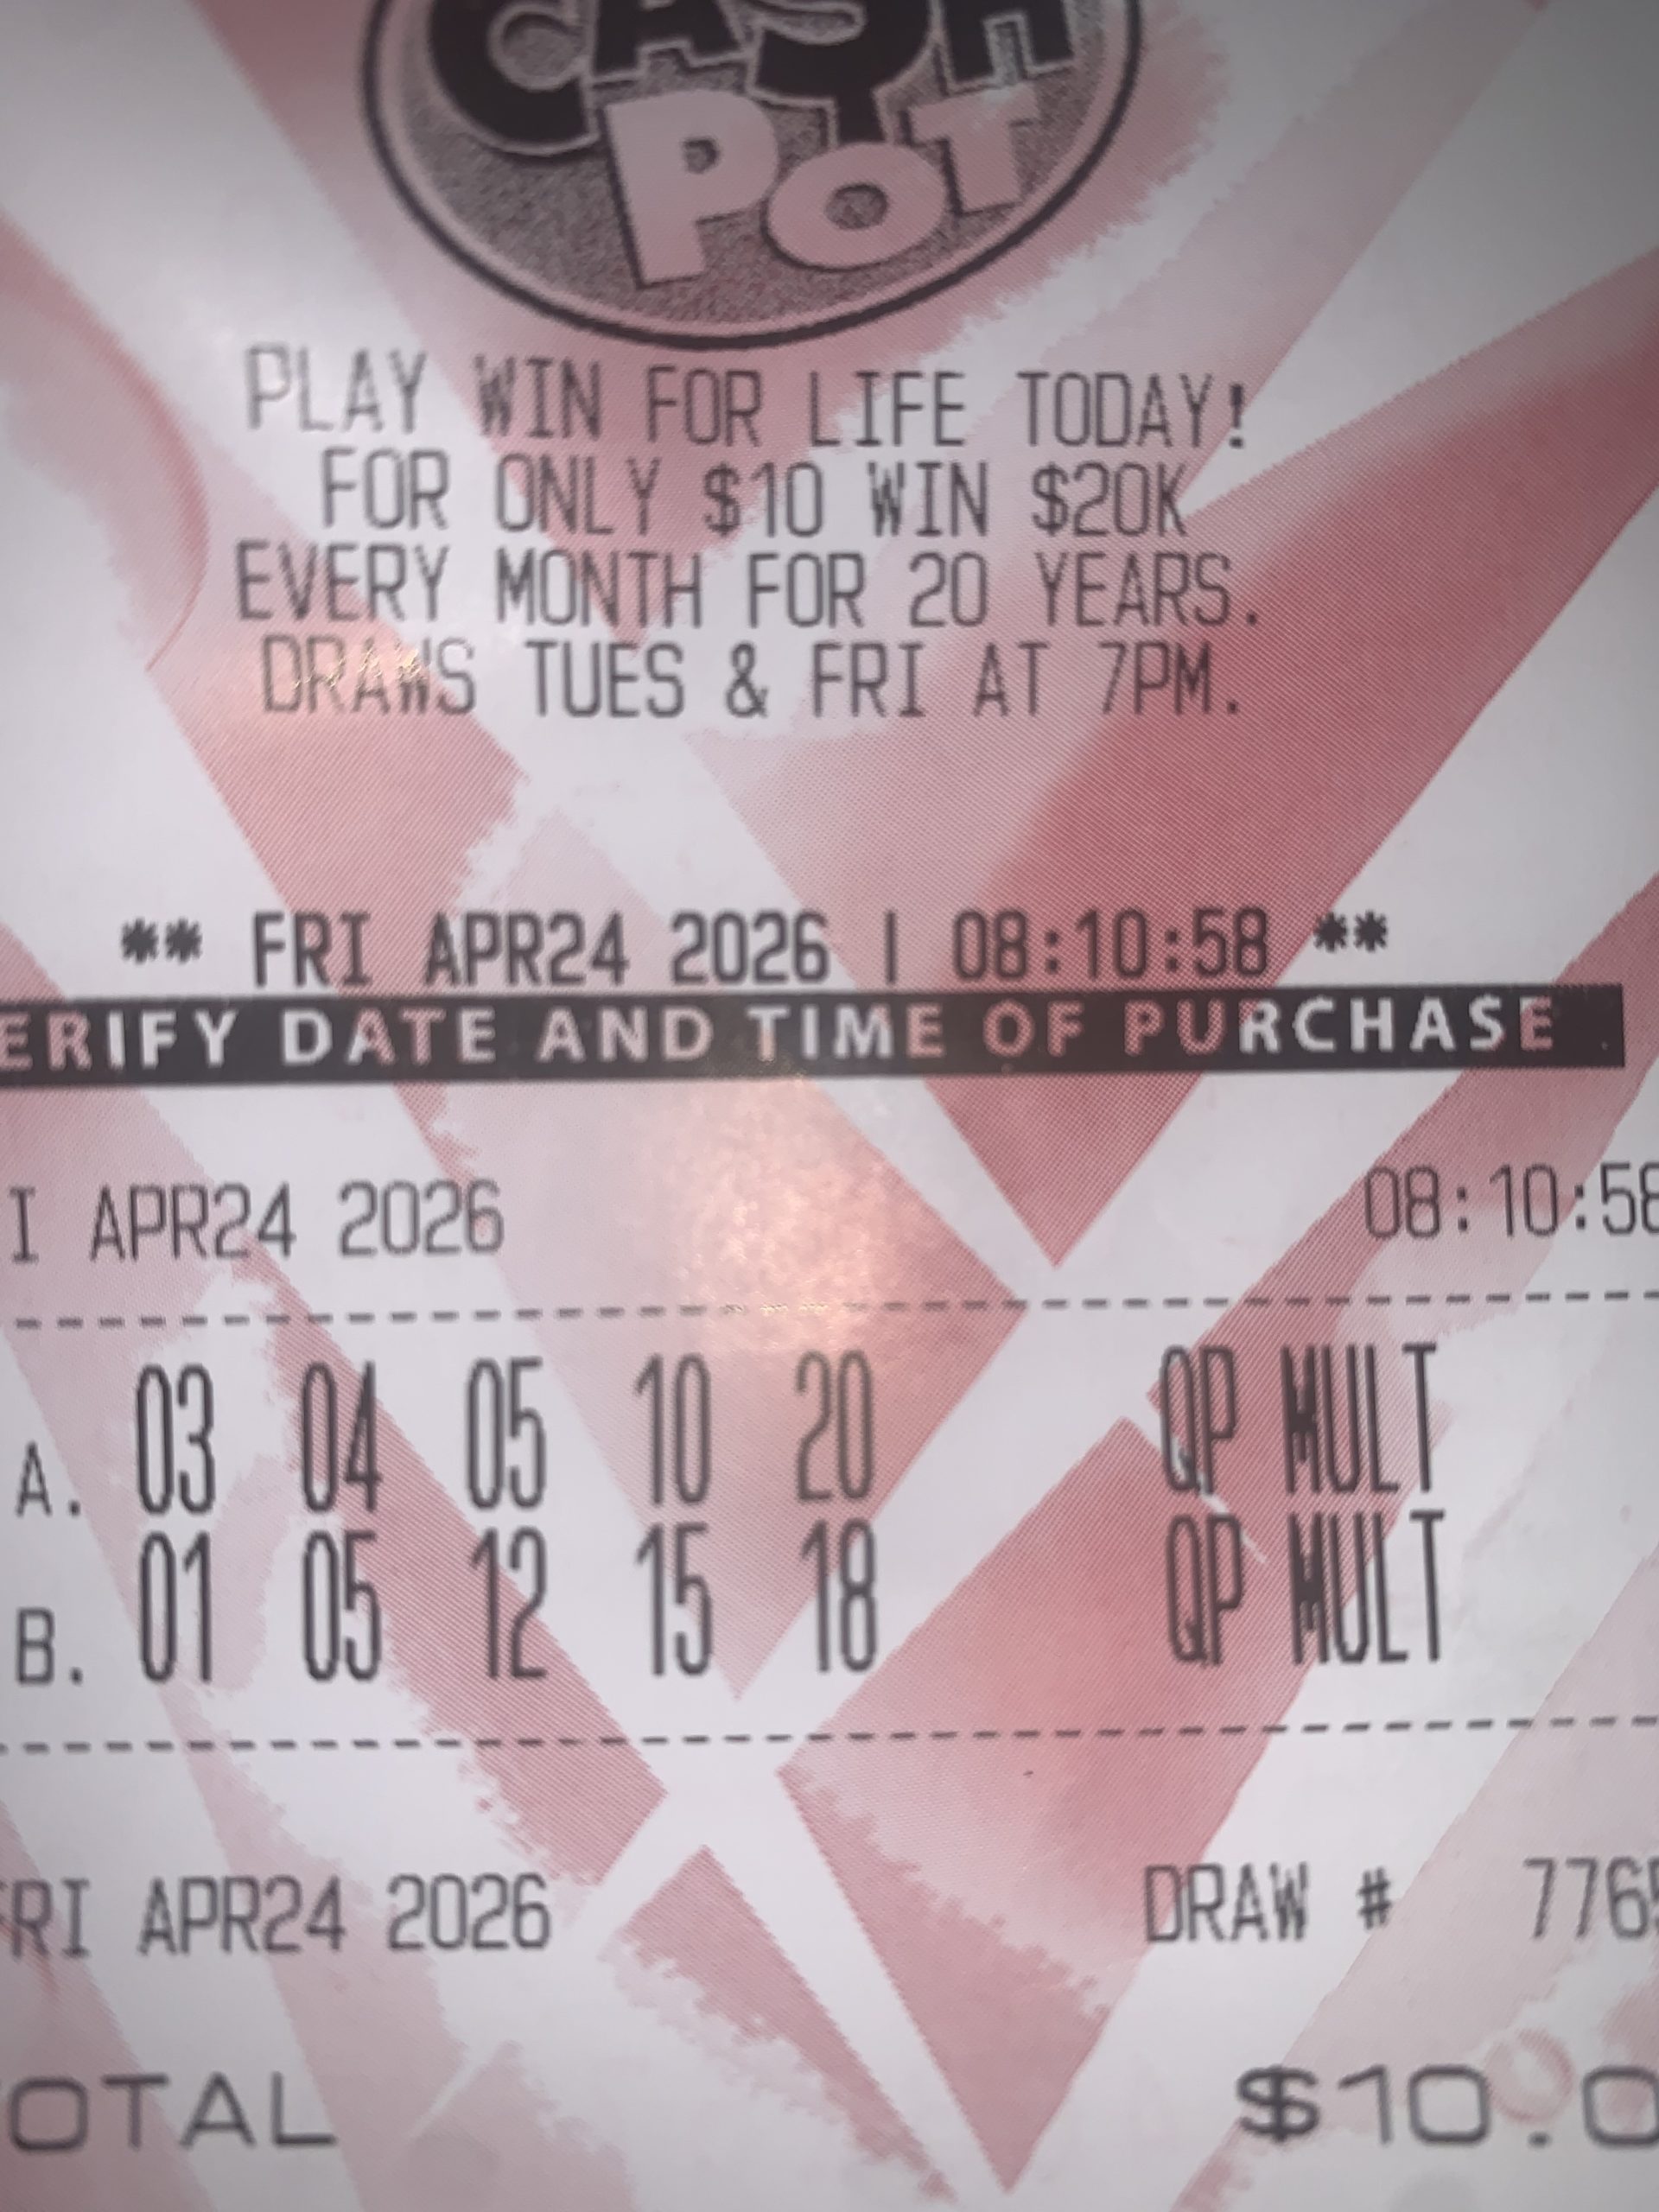 CASH
POT
PLAY WIN FOR LIFE TODAY!
FOR ONLY $10 WIN $20K
EVERY MONTH FOR 20 YEARS.
DRAWS TUES & FRI AT 7PM.
** FRI APR24 2026 | 08:10:58 **
ERIFY DATE AND TIME OF PURCHASE
I APR24 2026 08:10:58
A. 03 04 05 10 20 QP MULT
B. 01 05 12 15 18 QP MULT
FRI APR24 2026 DRAW # 776
OTAL $10.0